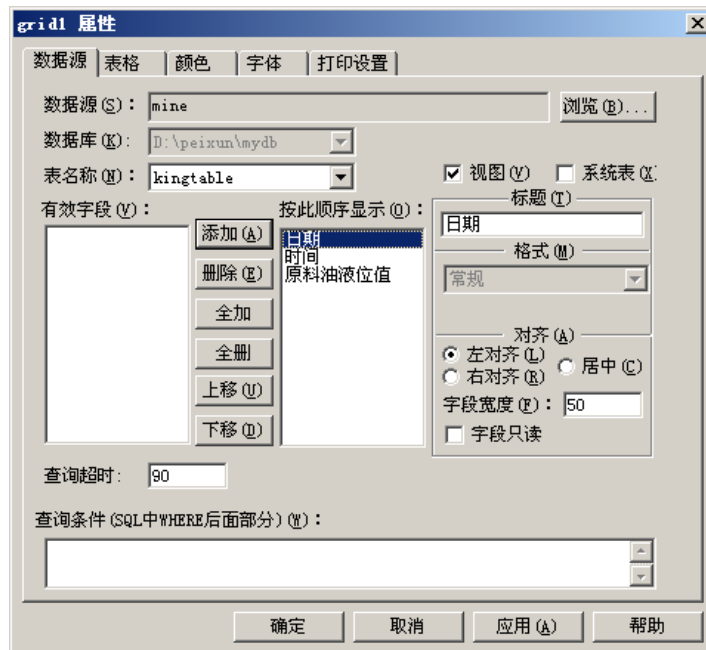 grid1 属性
数据源 表格 颜色 字体 打印设置
数据源(S)： mine 浏览(B)...
数据库(K)： D:\peixun\mydb
表名称(N)： kingtable 视图(V) 系统表(X)
有效字段(V)： 按此顺序显示(O)： 标题(T)
添加(A) 日期 日期
时间 格式(M)
删除(E) 原料油液位值 常规
全加
全删 对齐(A)
左对齐(L) 居中(C)
上移(U) 右对齐(R)
字段宽度(F)： 50
下移(D) 字段只读
查询超时： 90
查询条件(SQL中WHERE后面部分)(W)：
确定 取消 应用(A) 帮助